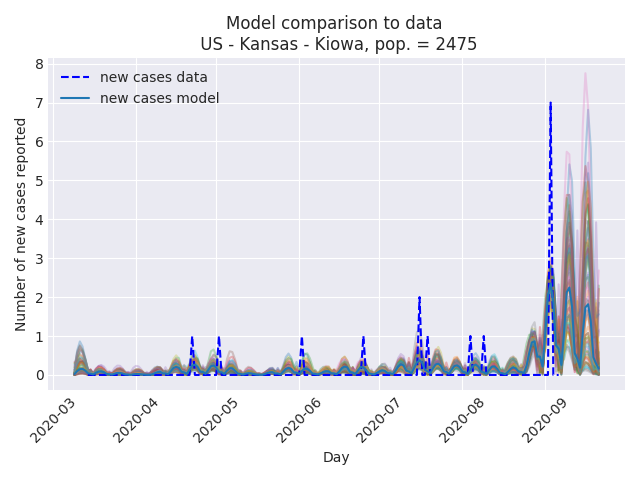 Model comparison to data
US - Kansas - Kiowa, pop. = 2475
new cases data
new cases model
Number of new cases reported
8
7
6
5
4
3
2
1
0
2020-03
2020-04
2020-05
2020-06
2020-07
2020-08
2020-09
Day